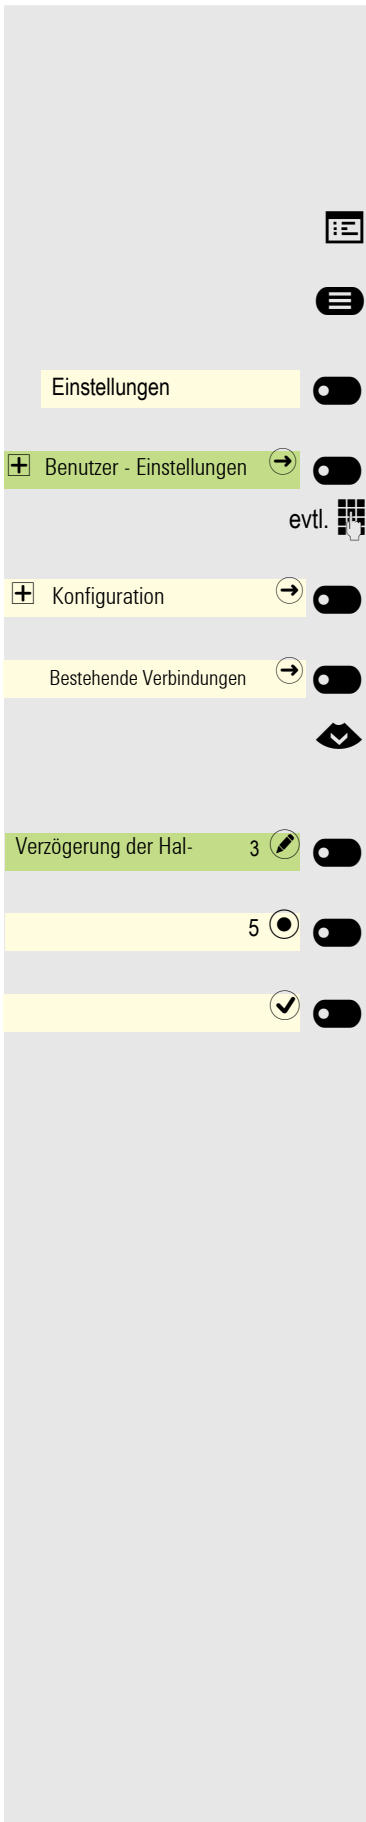 Einstellungen
Benutzer - Einstellungen
evtl.
Konfiguration
Bestehende Verbindungen
Verzögerung der Hal- 3
5